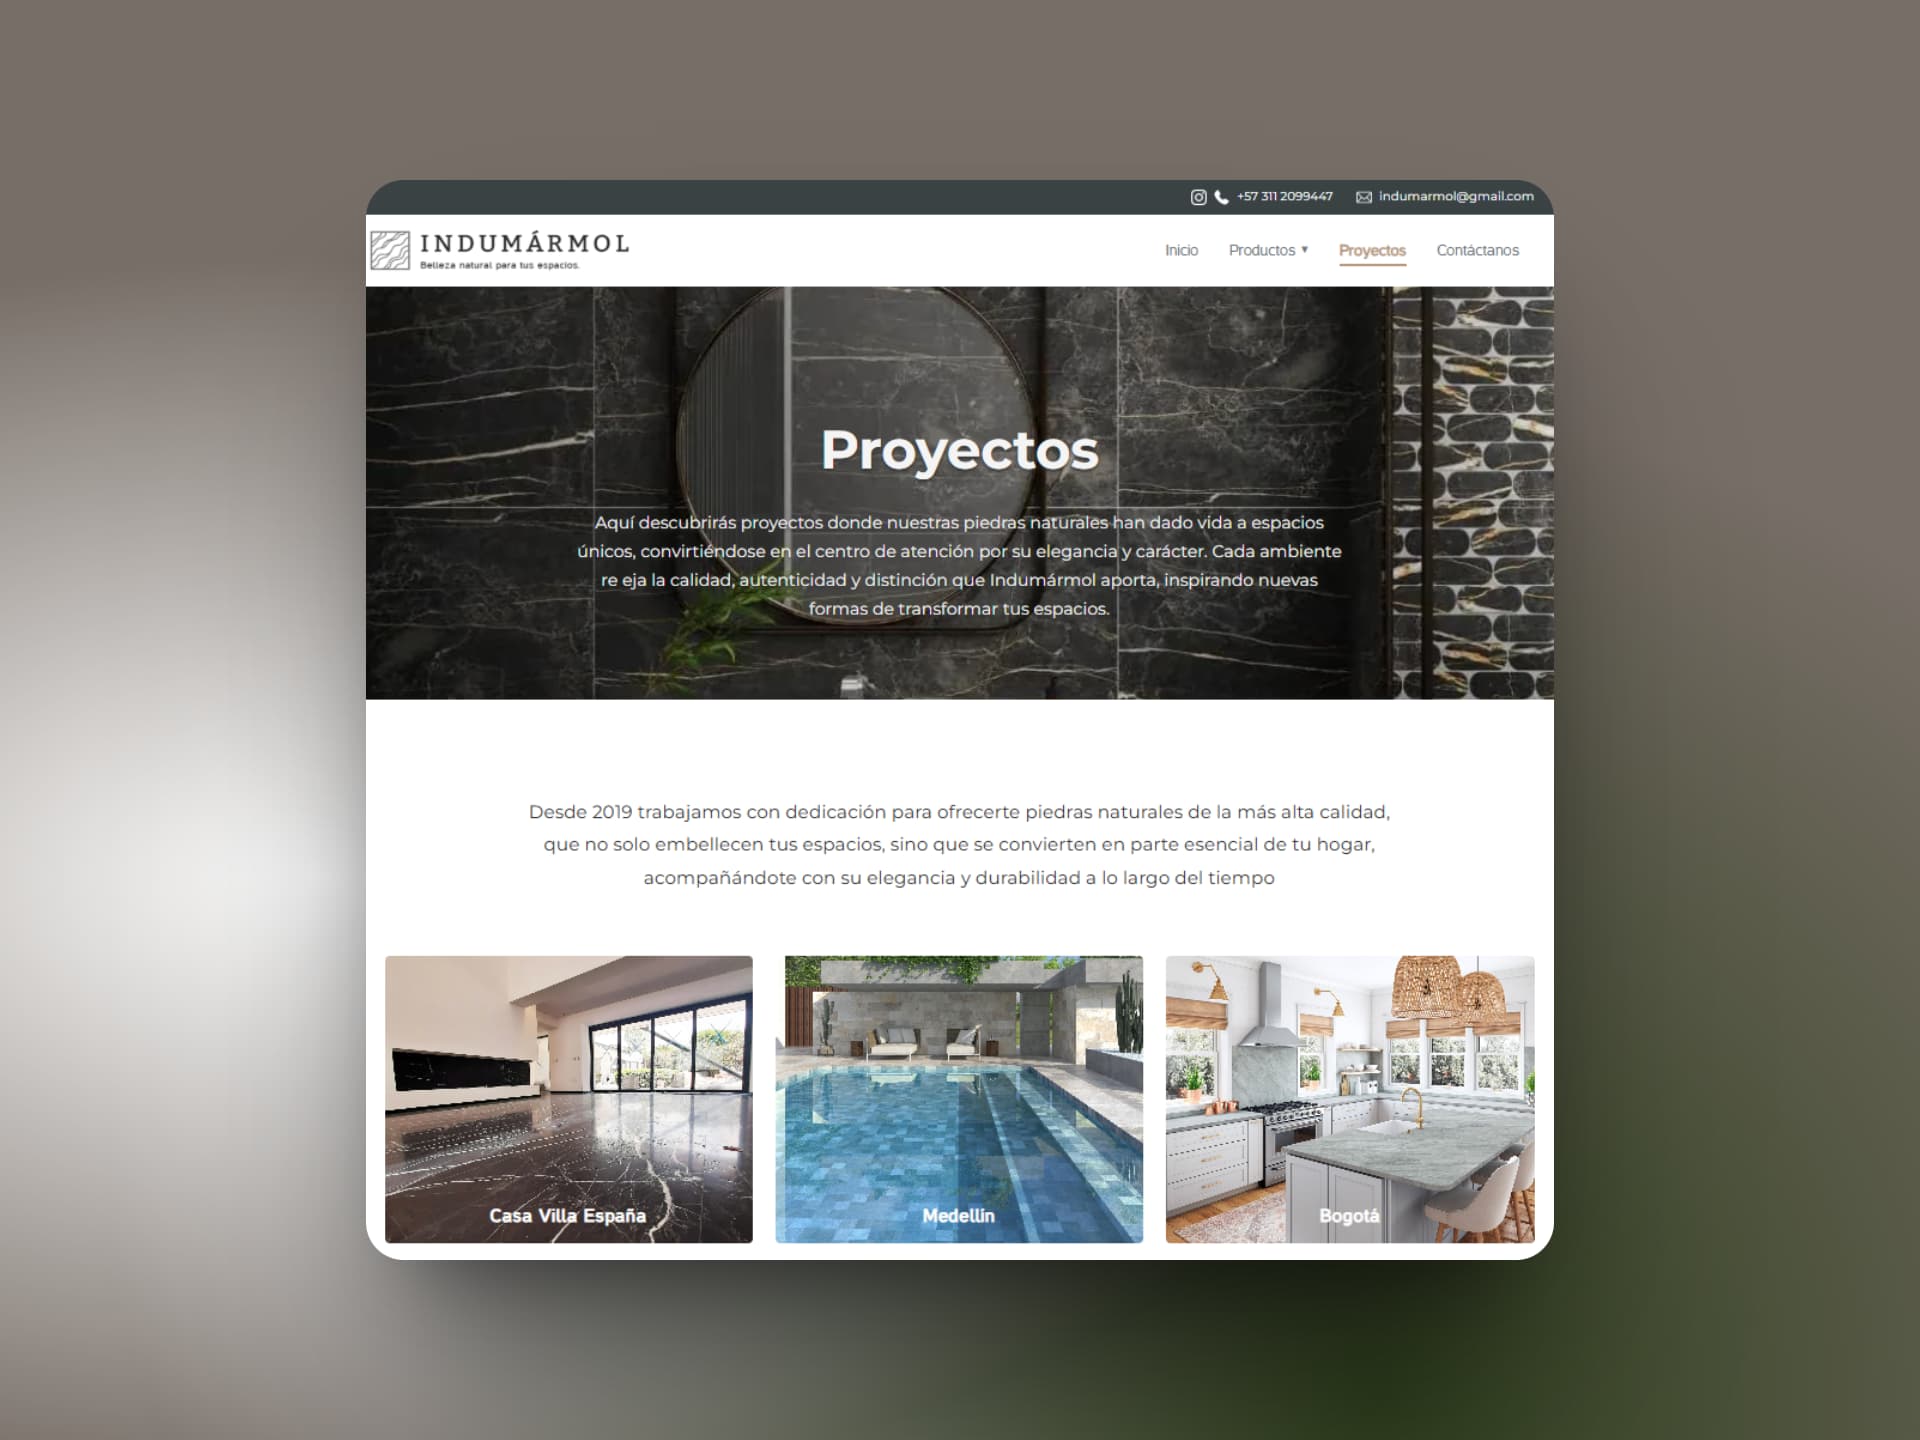 +57 311 2099447 indumarmol@gmail.com
INDUMÁRMOL
Belleza natural para tus espacios.
Inicio Productos ▼ Proyectos Contáctanos
Proyectos
Aquí descubrirás proyectos donde nuestras piedras naturales han dado vida a espacios
únicos, convirtiéndose en el centro de atención por su elegancia y carácter. Cada ambiente
re eja la calidad, autenticidad y distinción que Indumármol aporta, inspirando nuevas
formas de transformar tus espacios.
Desde 2019 trabajamos con dedicación para ofrecerte piedras naturales de la más alta calidad,
que no solo embellecen tus espacios, sino que se convierten en parte esencial de tu hogar,
acompañándote con su elegancia y durabilidad a lo largo del tiempo
Casa Villa España
Medellín
Bogotá